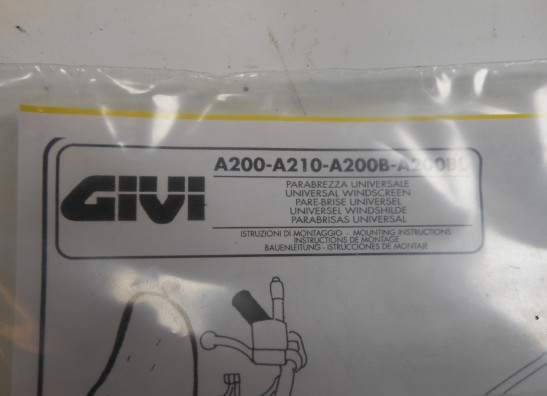 GIVI
A200-A210-A200B-A200BS
PARABREZZA UNIVERSALE
UNIVERSAL WINDSCREEN
PARE-BRISE UNIVERSEL
UNIVERSEL WINDSHILDE
PARABRISAS UNIVERSAL
ISTRUZIONI DI MONTAGGIO - MOUNTING INSTRUCTIONS
INSTRUCTIONS DE MONTAGE
BAUENLEITUNG - ISTRUCCIONES DE MONTAJE